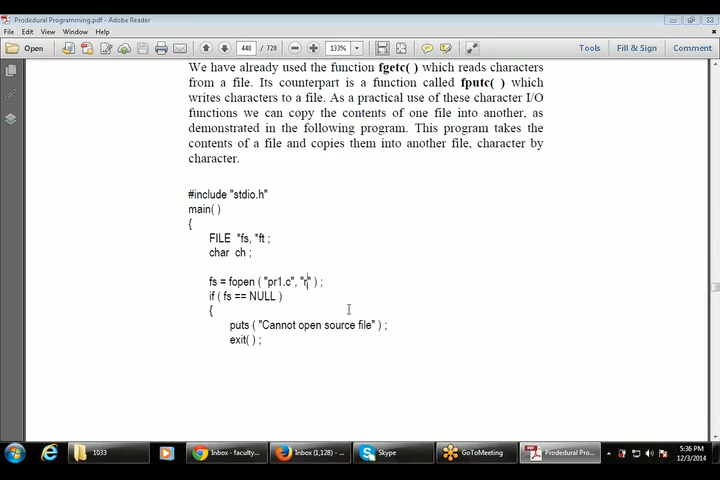 Prodedural Programming.pdf - Adobe Reader
File Edit View Window Help
Open 440 / 728 133% Tools Fill & Sign Comment
We have already used the function fgetc( ) which reads characters
from a file. Its counterpart is a function called fputc( ) which
writes characters to a file. As a practical use of these character I/O
functions we can copy the contents of one file into another, as
demonstrated in the following program. This program takes the
contents of a file and copies them into another file, character by
character.
#include "stdio.h"
main( )
{
FILE *fs, *ft ;
char ch ;
fs = fopen ( "pr1.c", "r" ) ;
if ( fs == NULL )
{
puts ( "Cannot open source file" ) ;
exit( ) ;
1033 Inbox - faculty... Inbox (1,128) - ... Skype GoToMeeting Prodedural Pro...
5:36 PM
12/3/2014